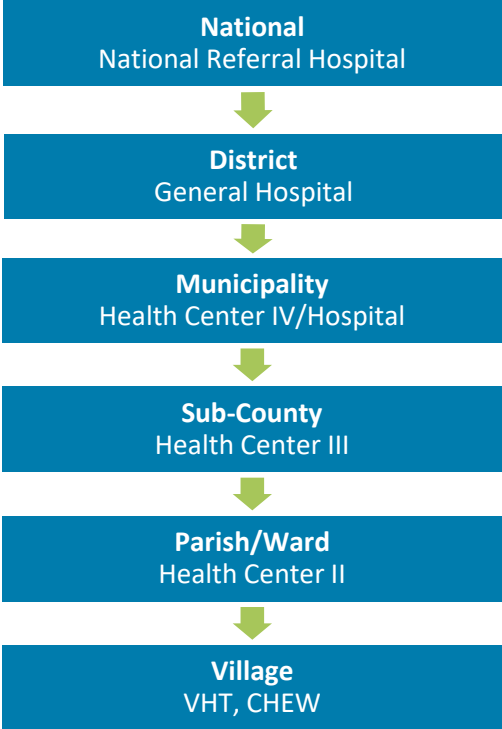 National
National Referral Hospital
District
General Hospital
Municipality
Health Center IV/Hospital
Sub-County
Health Center III
Parish/Ward
Health Center II
Village
VHT, CHEW